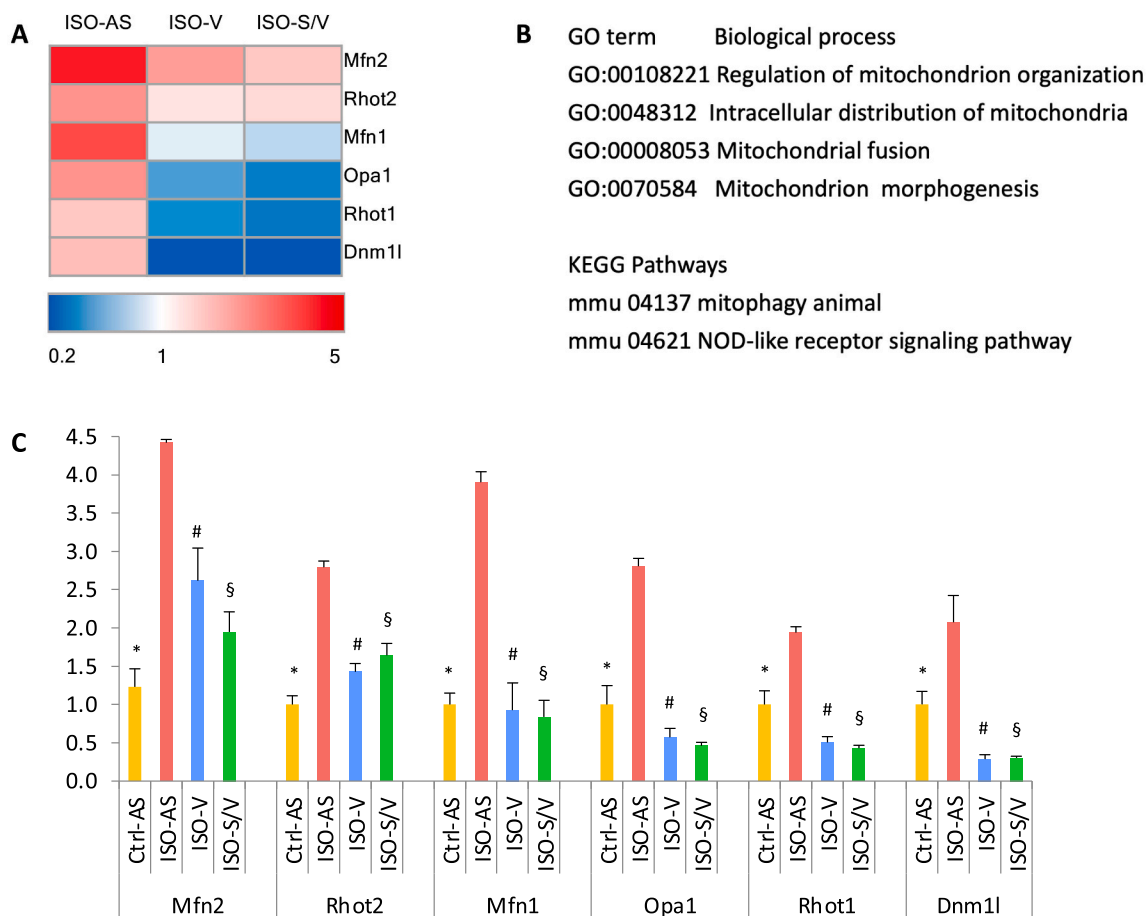 A
ISO-AS ISO-V ISO-S/V
Mfn2
Rhot2
Mfn1
Opa1
Rhot1
Dnm1l
0.2 1 5
B
GO term Biological process
GO:00108221 Regulation of mitochondrion organization
GO:0048312 Intracellular distribution of mitochondria
GO:00008053 Mitochondrial fusion
GO:0070584 Mitochondrion morphogenesis
KEGG Pathways
mmu 04137 mitophagy animal
mmu 04621 NOD-like receptor signaling pathway
C
4.5
4.0
3.5
3.0
2.5
2.0
1.5
1.0
0.5
0.0
* # § * # § * # § * # § * # § * # §
Ctrl- AS ISO-AS ISO-V ISO-S/V Ctrl- AS ISO-AS ISO-V ISO-S/V Ctrl- AS ISO-AS ISO-V ISO-S/V Ctrl- AS ISO-AS ISO-V ISO-S/V Ctrl- AS ISO-AS ISO-V ISO-S/V Ctrl- AS ISO-AS ISO-V ISO-S/V
Mfn2 Rhot2 Mfn1 Opa1 Rhot1 Dnm1l